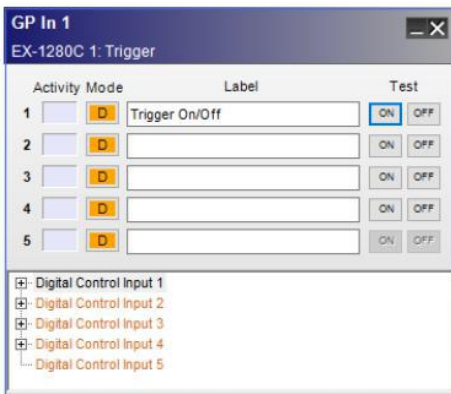 GP In 1
EX-1280C 1: Trigger
Activity Mode Label Test
1 D Trigger On/Off ON OFF
2 D ON OFF
3 D ON OFF
4 D ON OFF
5 D ON OFF
Digital Control Input 1
Digital Control Input 2
Digital Control Input 3
Digital Control Input 4
Digital Control Input 5